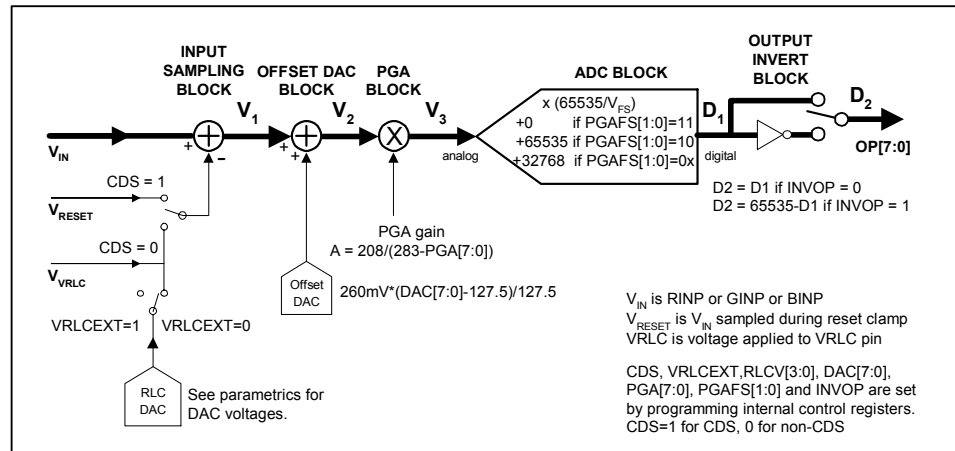 INPUT
SAMPLING
BLOCK
OFFSET DAC
BLOCK
PGA
BLOCK
ADC BLOCK
OUTPUT
INVERT
BLOCK
V1
V2
V3
x (65535/VFS)
+0 if PGAFS[1:0]=11
+65535 if PGAFS[1:0]=10
+32768 if PGAFS[1:0]=0x
D1
D2
VIN
+
+
−
+
+
+
X
analog
digital
OP[7:0]
CDS = 1
VRESET
D2 = D1 if INVOP = 0
D2 = 65535-D1 if INVOP = 1
CDS = 0
VVRLC
PGA gain
A = 208/(283-PGA[7:0])
Offset
DAC
260mV*(DAC[7:0]-127.5)/127.5
VRLCEXT=1
VRLCEXT=0
RLC
DAC
See parametrics for
DAC voltages.
VIN is RINP or GINP or BINP
VRESET is VIN sampled during reset clamp
VRLC is voltage applied to VRLC pin
CDS, VRLCEXT,RLCV[3:0], DAC[7:0],
PGA[7:0], PGAFS[1:0] and INVOP are set
by programming internal control registers.
CDS=1 for CDS, 0 for non-CDS